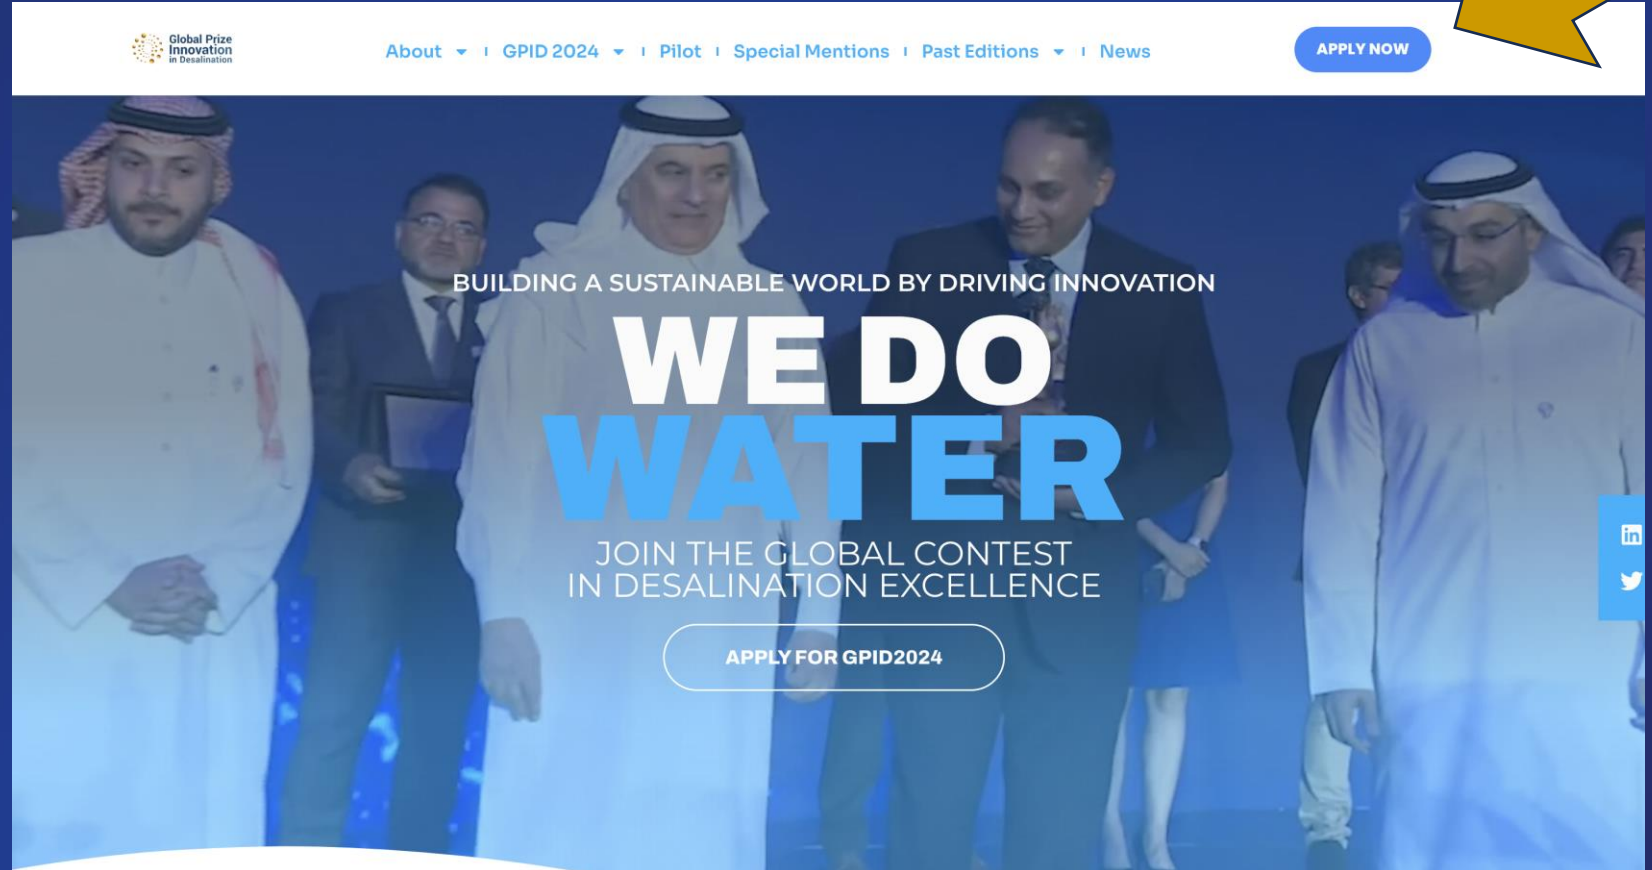 Global Prize
Innovation
in Desalination
About
GPID 2024
Pilot
Special Mentions
Past Editions
News
APPLY NOW
BUILDING A SUSTAINABLE WORLD BY DRIVING INNOVATION
WE DO
WATER
JOIN THE GLOBAL CONTEST
IN DESALINATION EXCELLENCE
APPLY FOR GPID2024
in